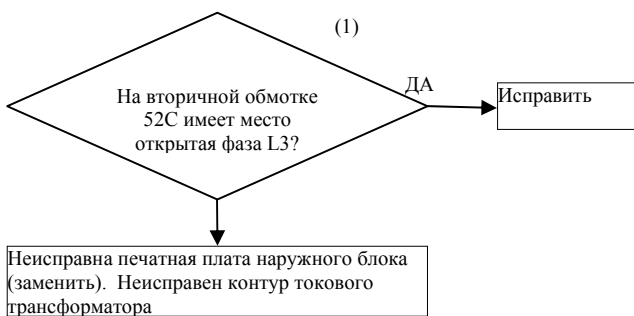 (1)
На вторичной обмотке
52С имеет место
открытая фаза L3?
ДА
Исправить
Неисправна печатная плата наружного блока
(заменить). Неисправен контур токового
трансформатора